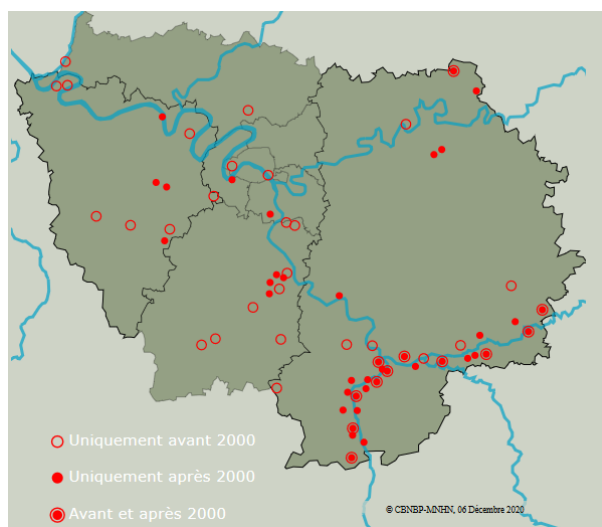 Uniquement avant 2000
Uniquement après 2000
Avant et après 2000
© CBNBP-MNHN, 06 Décembre 2020